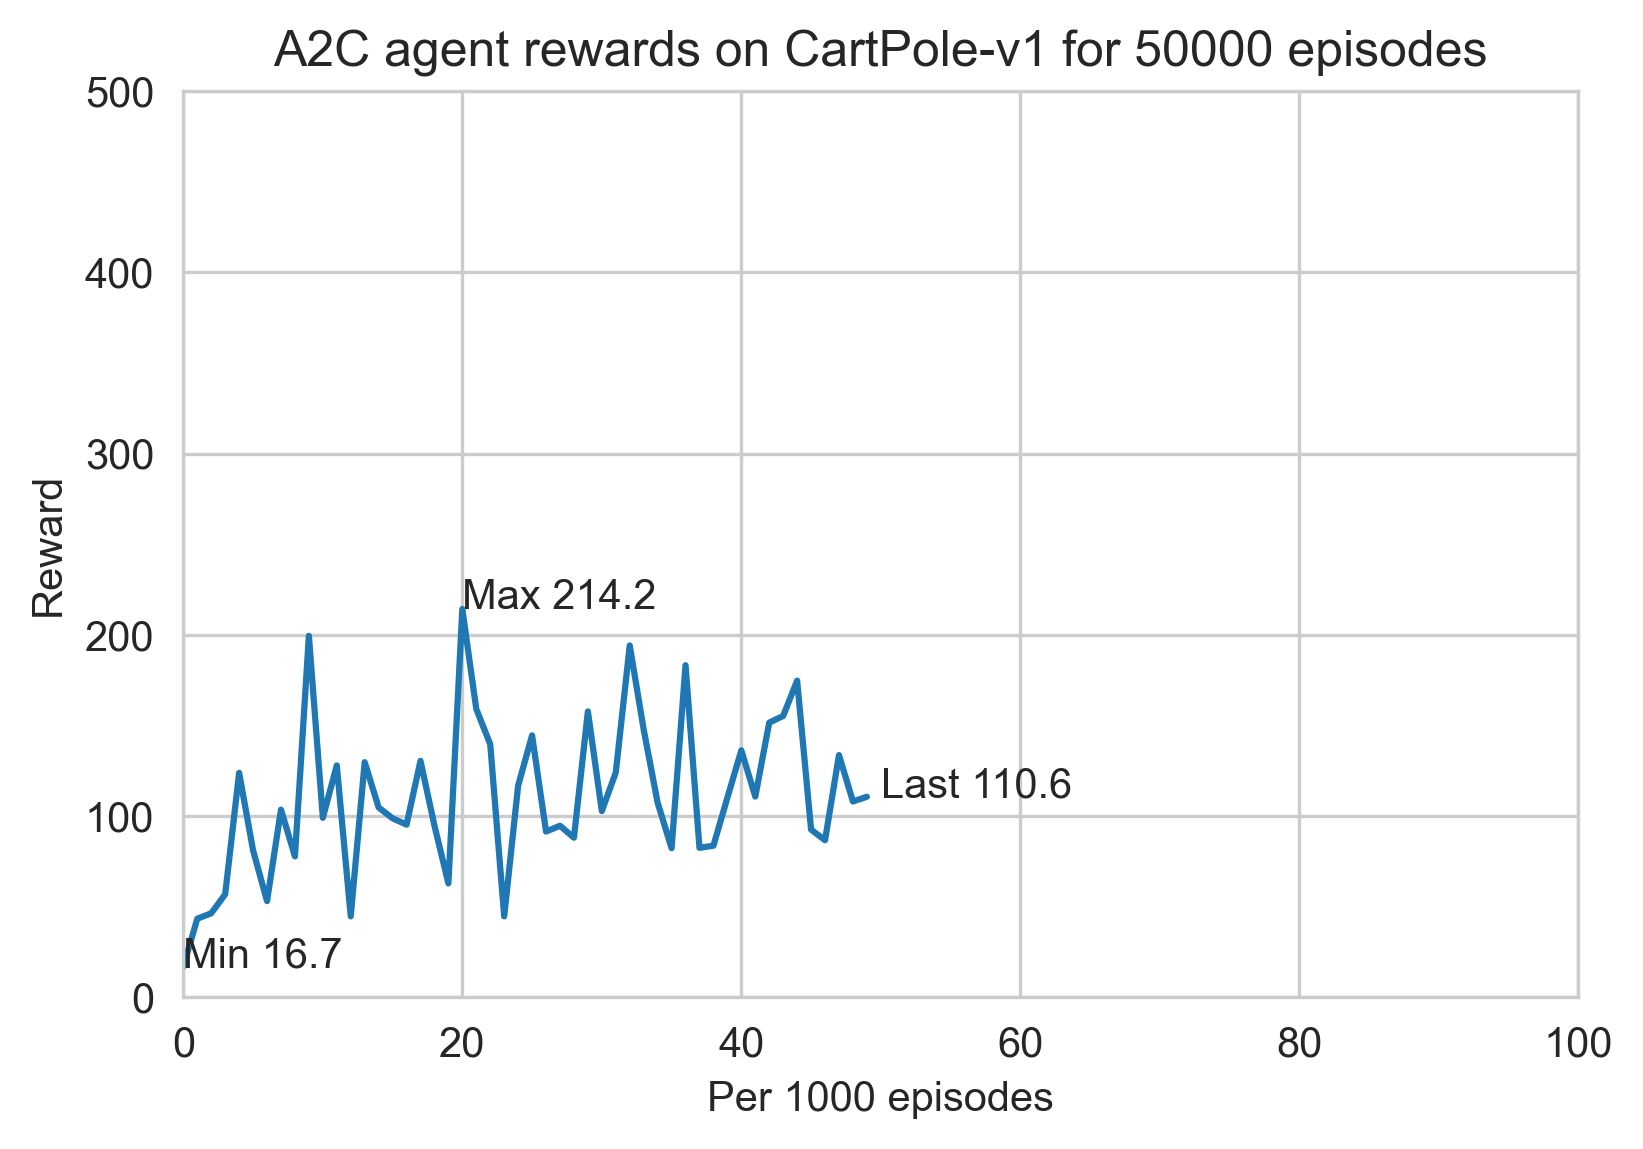 A2C agent rewards on CartPole-v1 for 50000 episodes
500
400
300
200
100
0
Reward
Max 214.2
Last 110.6
Min 16.7
0 20 40 60 80 100
Per 1000 episodes